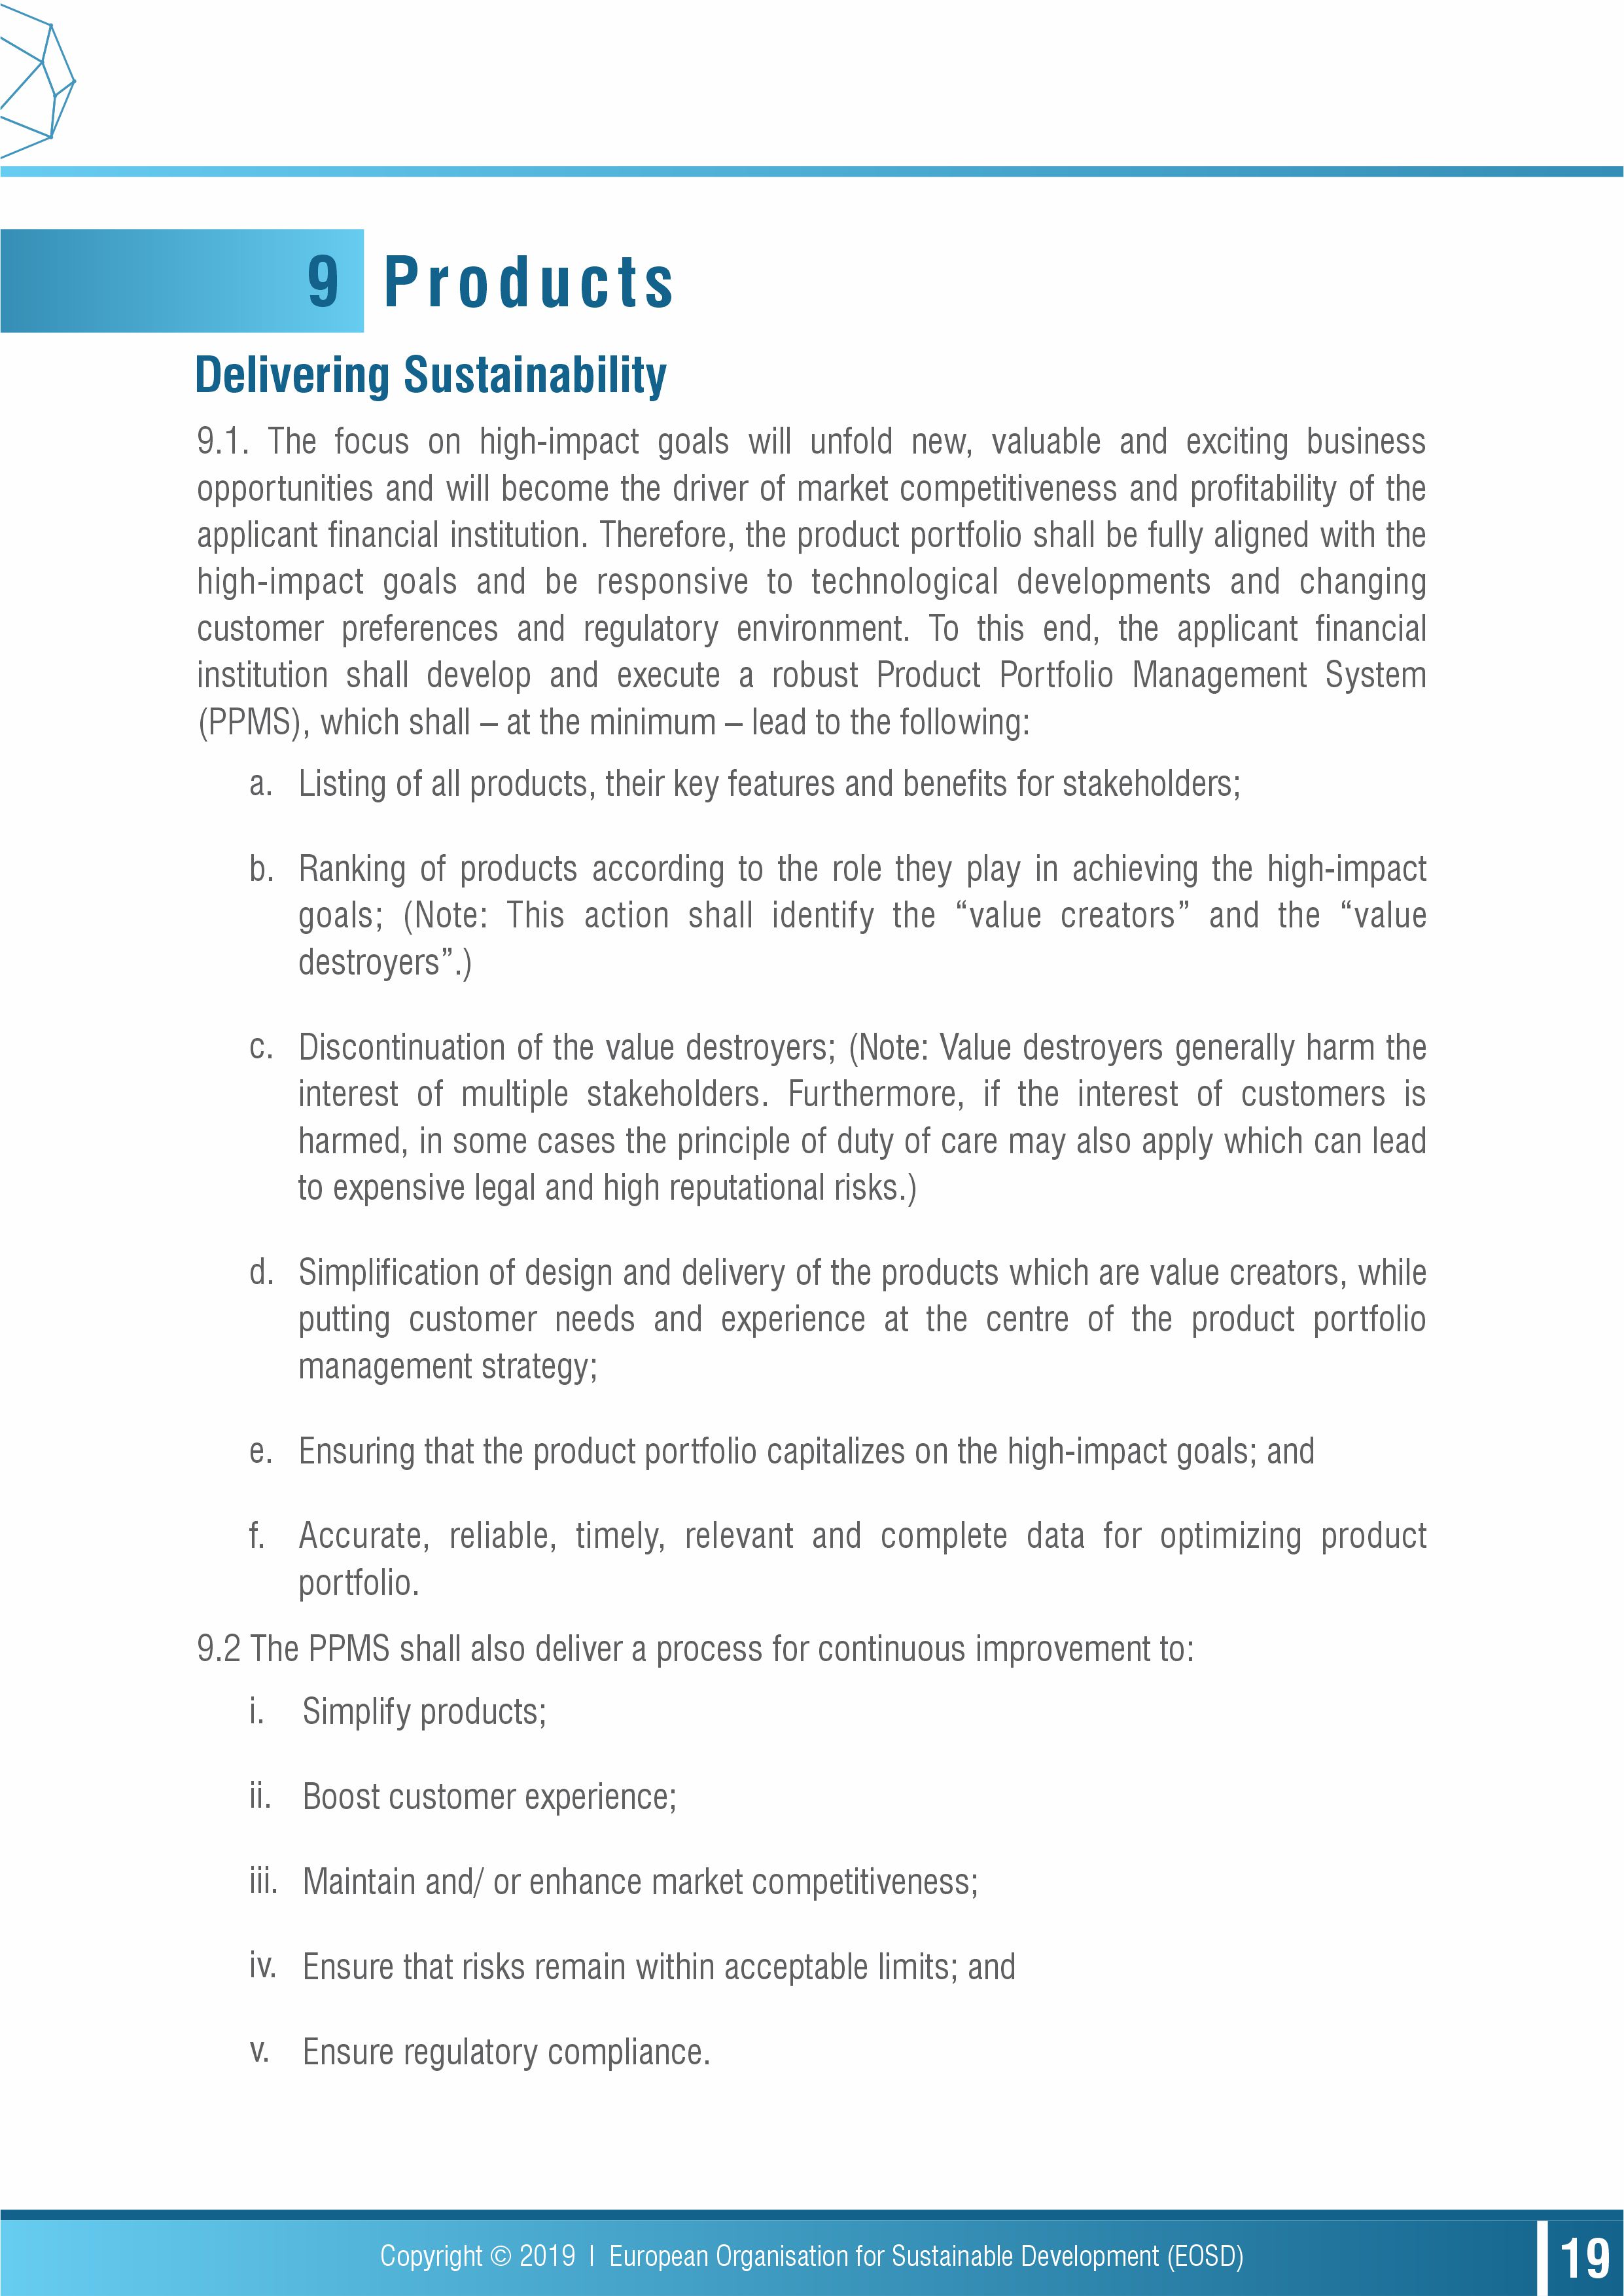 9 Products
Delivering Sustainability
9.1. The focus on high-impact goals will unfold new, valuable and exciting business
opportunities and will become the driver of market competitiveness and profitability of the
applicant financial institution. Therefore, the product portfolio shall be fully aligned with the
high-impact goals and be responsive to technological developments and changing
customer preferences and regulatory environment. To this end, the applicant financial
institution shall develop and execute a robust Product Portfolio Management System
(PPMS), which shall – at the minimum – lead to the following:
a. Listing of all products, their key features and benefits for stakeholders;
b. Ranking of products according to the role they play in achieving the high-impact
goals; (Note: This action shall identify the “value creators” and the “value
destroyers”.)
c. Discontinuation of the value destroyers; (Note: Value destroyers generally harm the
interest of multiple stakeholders. Furthermore, if the interest of customers is
harmed, in some cases the principle of duty of care may also apply which can lead
to expensive legal and high reputational risks.)
d. Simplification of design and delivery of the products which are value creators, while
putting customer needs and experience at the centre of the product portfolio
management strategy;
e. Ensuring that the product portfolio capitalizes on the high-impact goals; and
f. Accurate, reliable, timely, relevant and complete data for optimizing product
portfolio.
9.2 The PPMS shall also deliver a process for continuous improvement to:
i. Simplify products;
ii. Boost customer experience;
iii. Maintain and/ or enhance market competitiveness;
iv. Ensure that risks remain within acceptable limits; and
v. Ensure regulatory compliance.
Copyright © 2019 | European Organisation for Sustainable Development (EOSD)
19